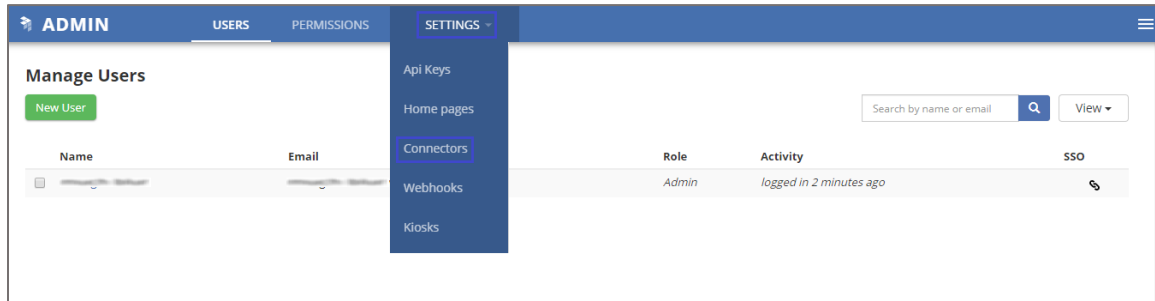 ADMIN USERS PERMISSIONS SETTINGS
Api Keys
Home pages
Connectors
Webhooks
Kiosks
Manage Users
New User
Search by name or email View
Name Email Role Activity SSO
Admin logged in 2 minutes ago